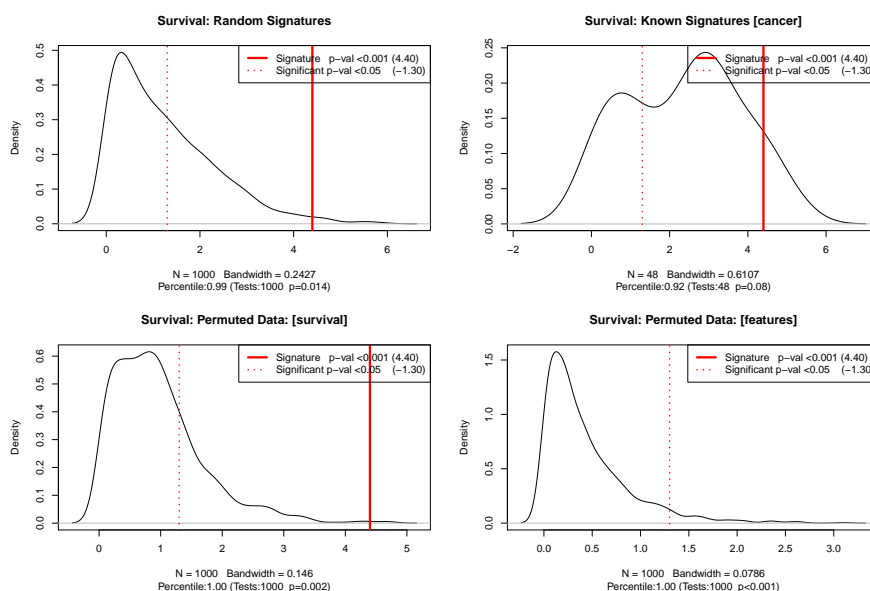 Survival: Random Signatures
Signature   p-val <0.001 (4.40)
Significant p-val <0.05   (-1.30)
Density
0.0 0.1 0.2 0.3 0.4 0.5
0 2 4 6
N = 1000   Bandwidth = 0.2427
Percentile:0.99 (Tests:1000  p=0.014)
Survival: Known Signatures [cancer]
Signature   p-val <0.001 (4.40)
Significant p-val <0.05   (-1.30)
Density
0.00 0.05 0.10 0.15 0.20 0.25
-2 0 2 4 6
N = 48   Bandwidth = 0.6107
Percentile:0.92 (Tests:48  p=0.08)
Survival: Permuted Data: [survival]
Signature   p-val <0.001 (4.40)
Significant p-val <0.05   (-1.30)
Density
0.0 0.1 0.2 0.3 0.4 0.5 0.6
0 1 2 3 4 5
N = 1000   Bandwidth = 0.146
Percentile:1.00 (Tests:1000  p=0.002)
Survival: Permuted Data: [features]
Signature   p-val <0.001 (4.40)
Significant p-val <0.05   (-1.30)
Density
0.0 0.5 1.0 1.5
0.0 0.5 1.0 1.5 2.0 2.5 3.0
N = 1000   Bandwidth = 0.0786
Percentile:1.00 (Tests:1000  p<0.001)